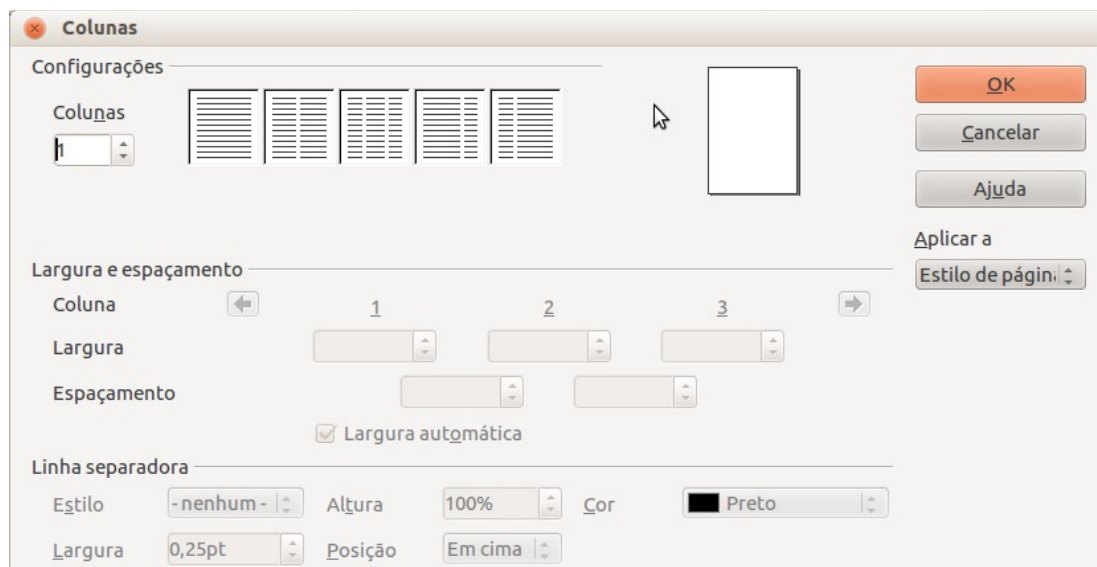 Colunas
Configurações
OK
Colunas
1
Cancelar
Ajuda
Aplicar a
Largura e espaçamento
Estilo de págin
Coluna 1 2 3
Largura
Espaçamento
Largura automática
Linha separadora
Estilo - nenhum - Altura 100% Cor Preto
Largura 0,25pt Posição Em cima